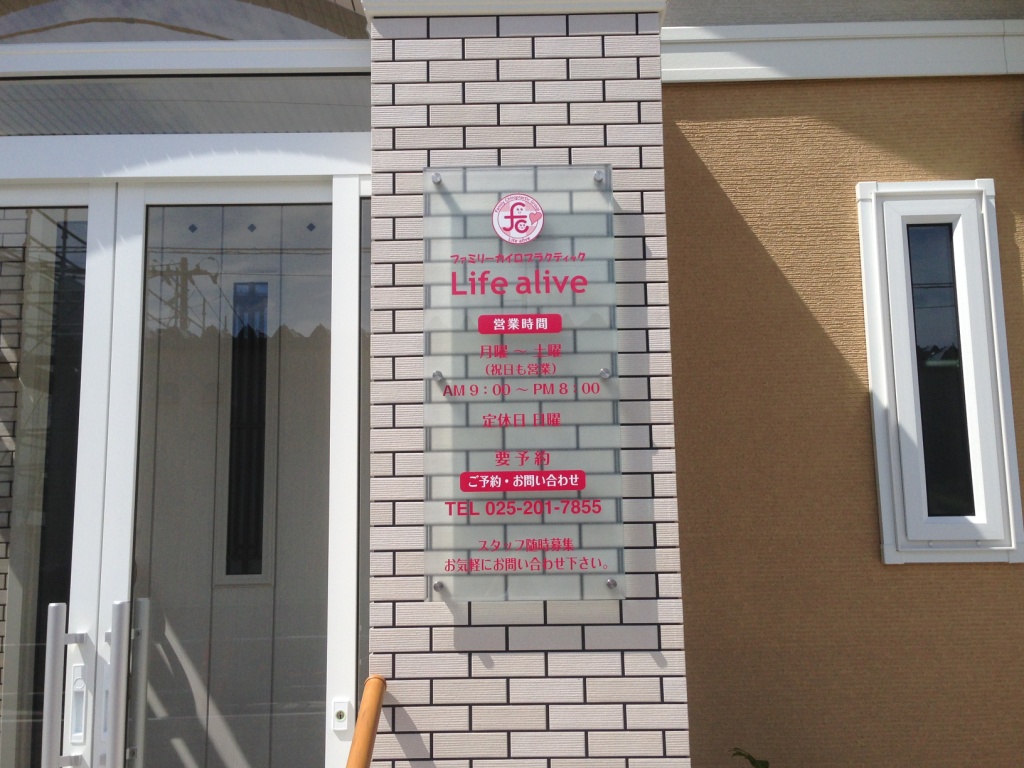 fc
Life alive
ファミリーカイロプラクティック
Life alive
営業時間
月曜 ～ 土曜
(祝日も営業)
AM 9：00 ～ PM 8：00
定休日 日曜
要予約
ご予約・お問い合わせ
TEL 025-201-7855
スタッフ随時募集
お気軽にお問い合わせ下さい。